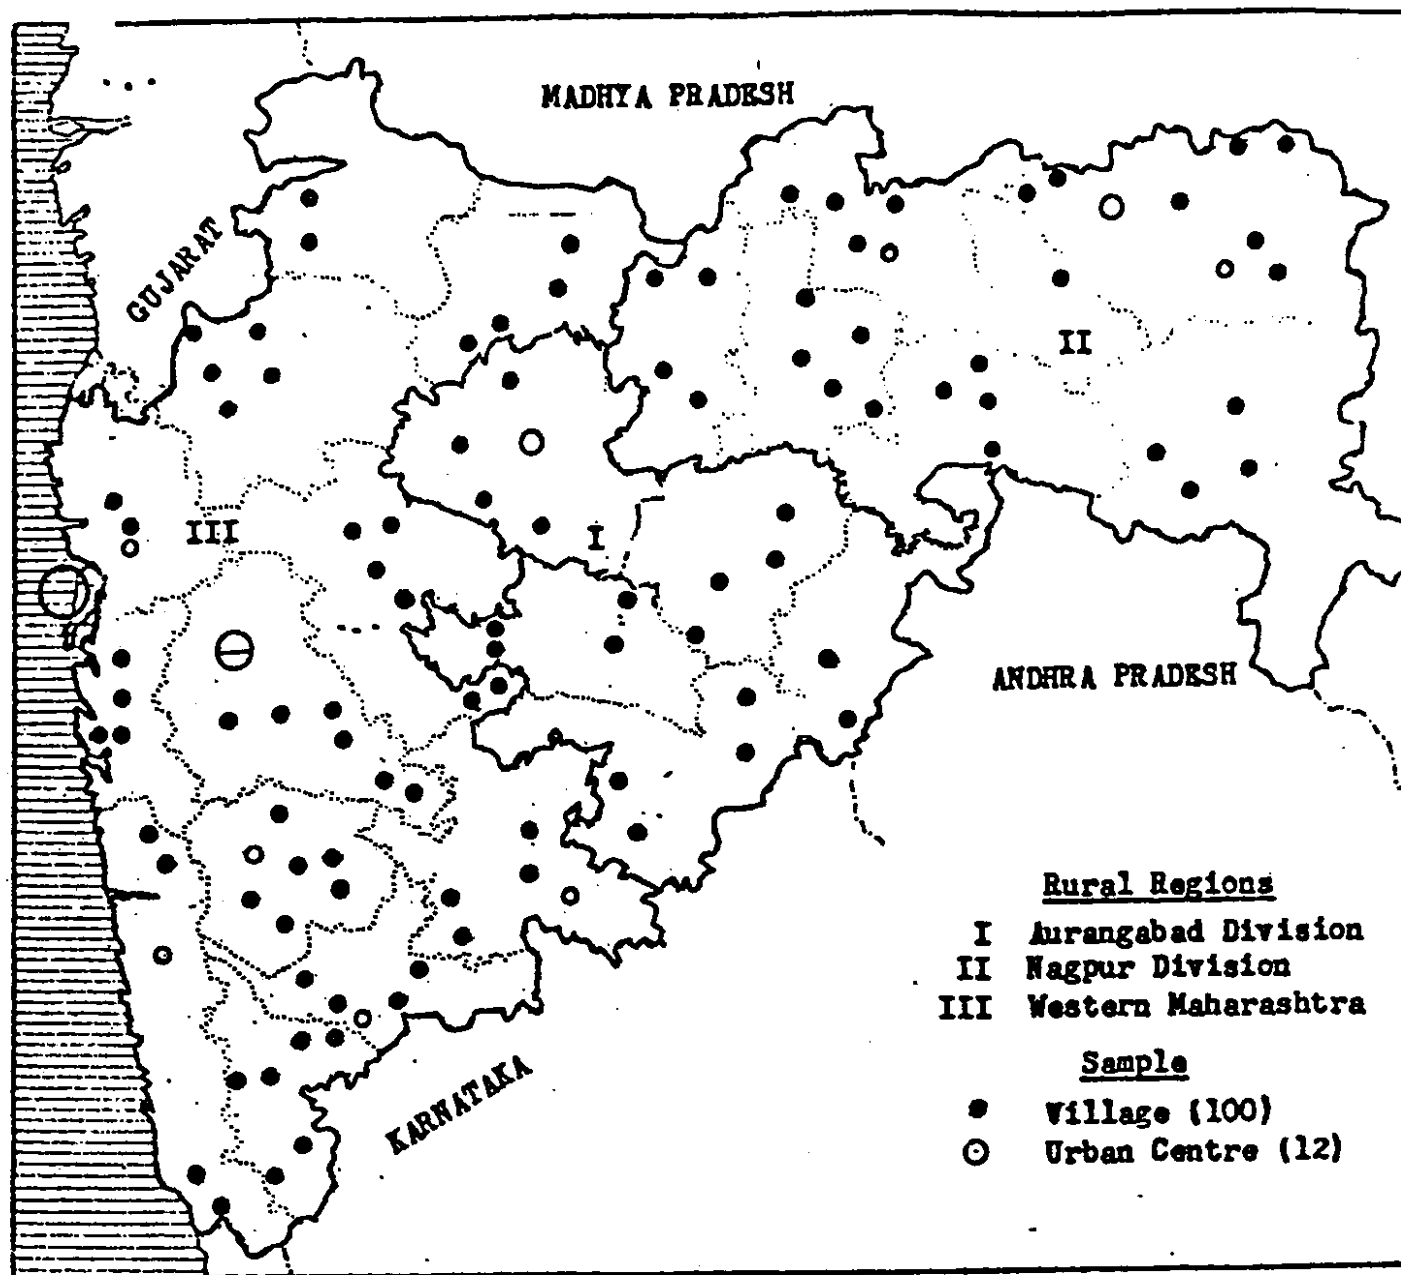 MADHYA PRADESH
GUJARAT
II
III
I
ANDHRA PRADESH
KARNATAKA
Rural Regions
I Aurangabad Division
II Nagpur Division
III Western Maharashtra
Sample
Village (100)
Urban Centre (12)